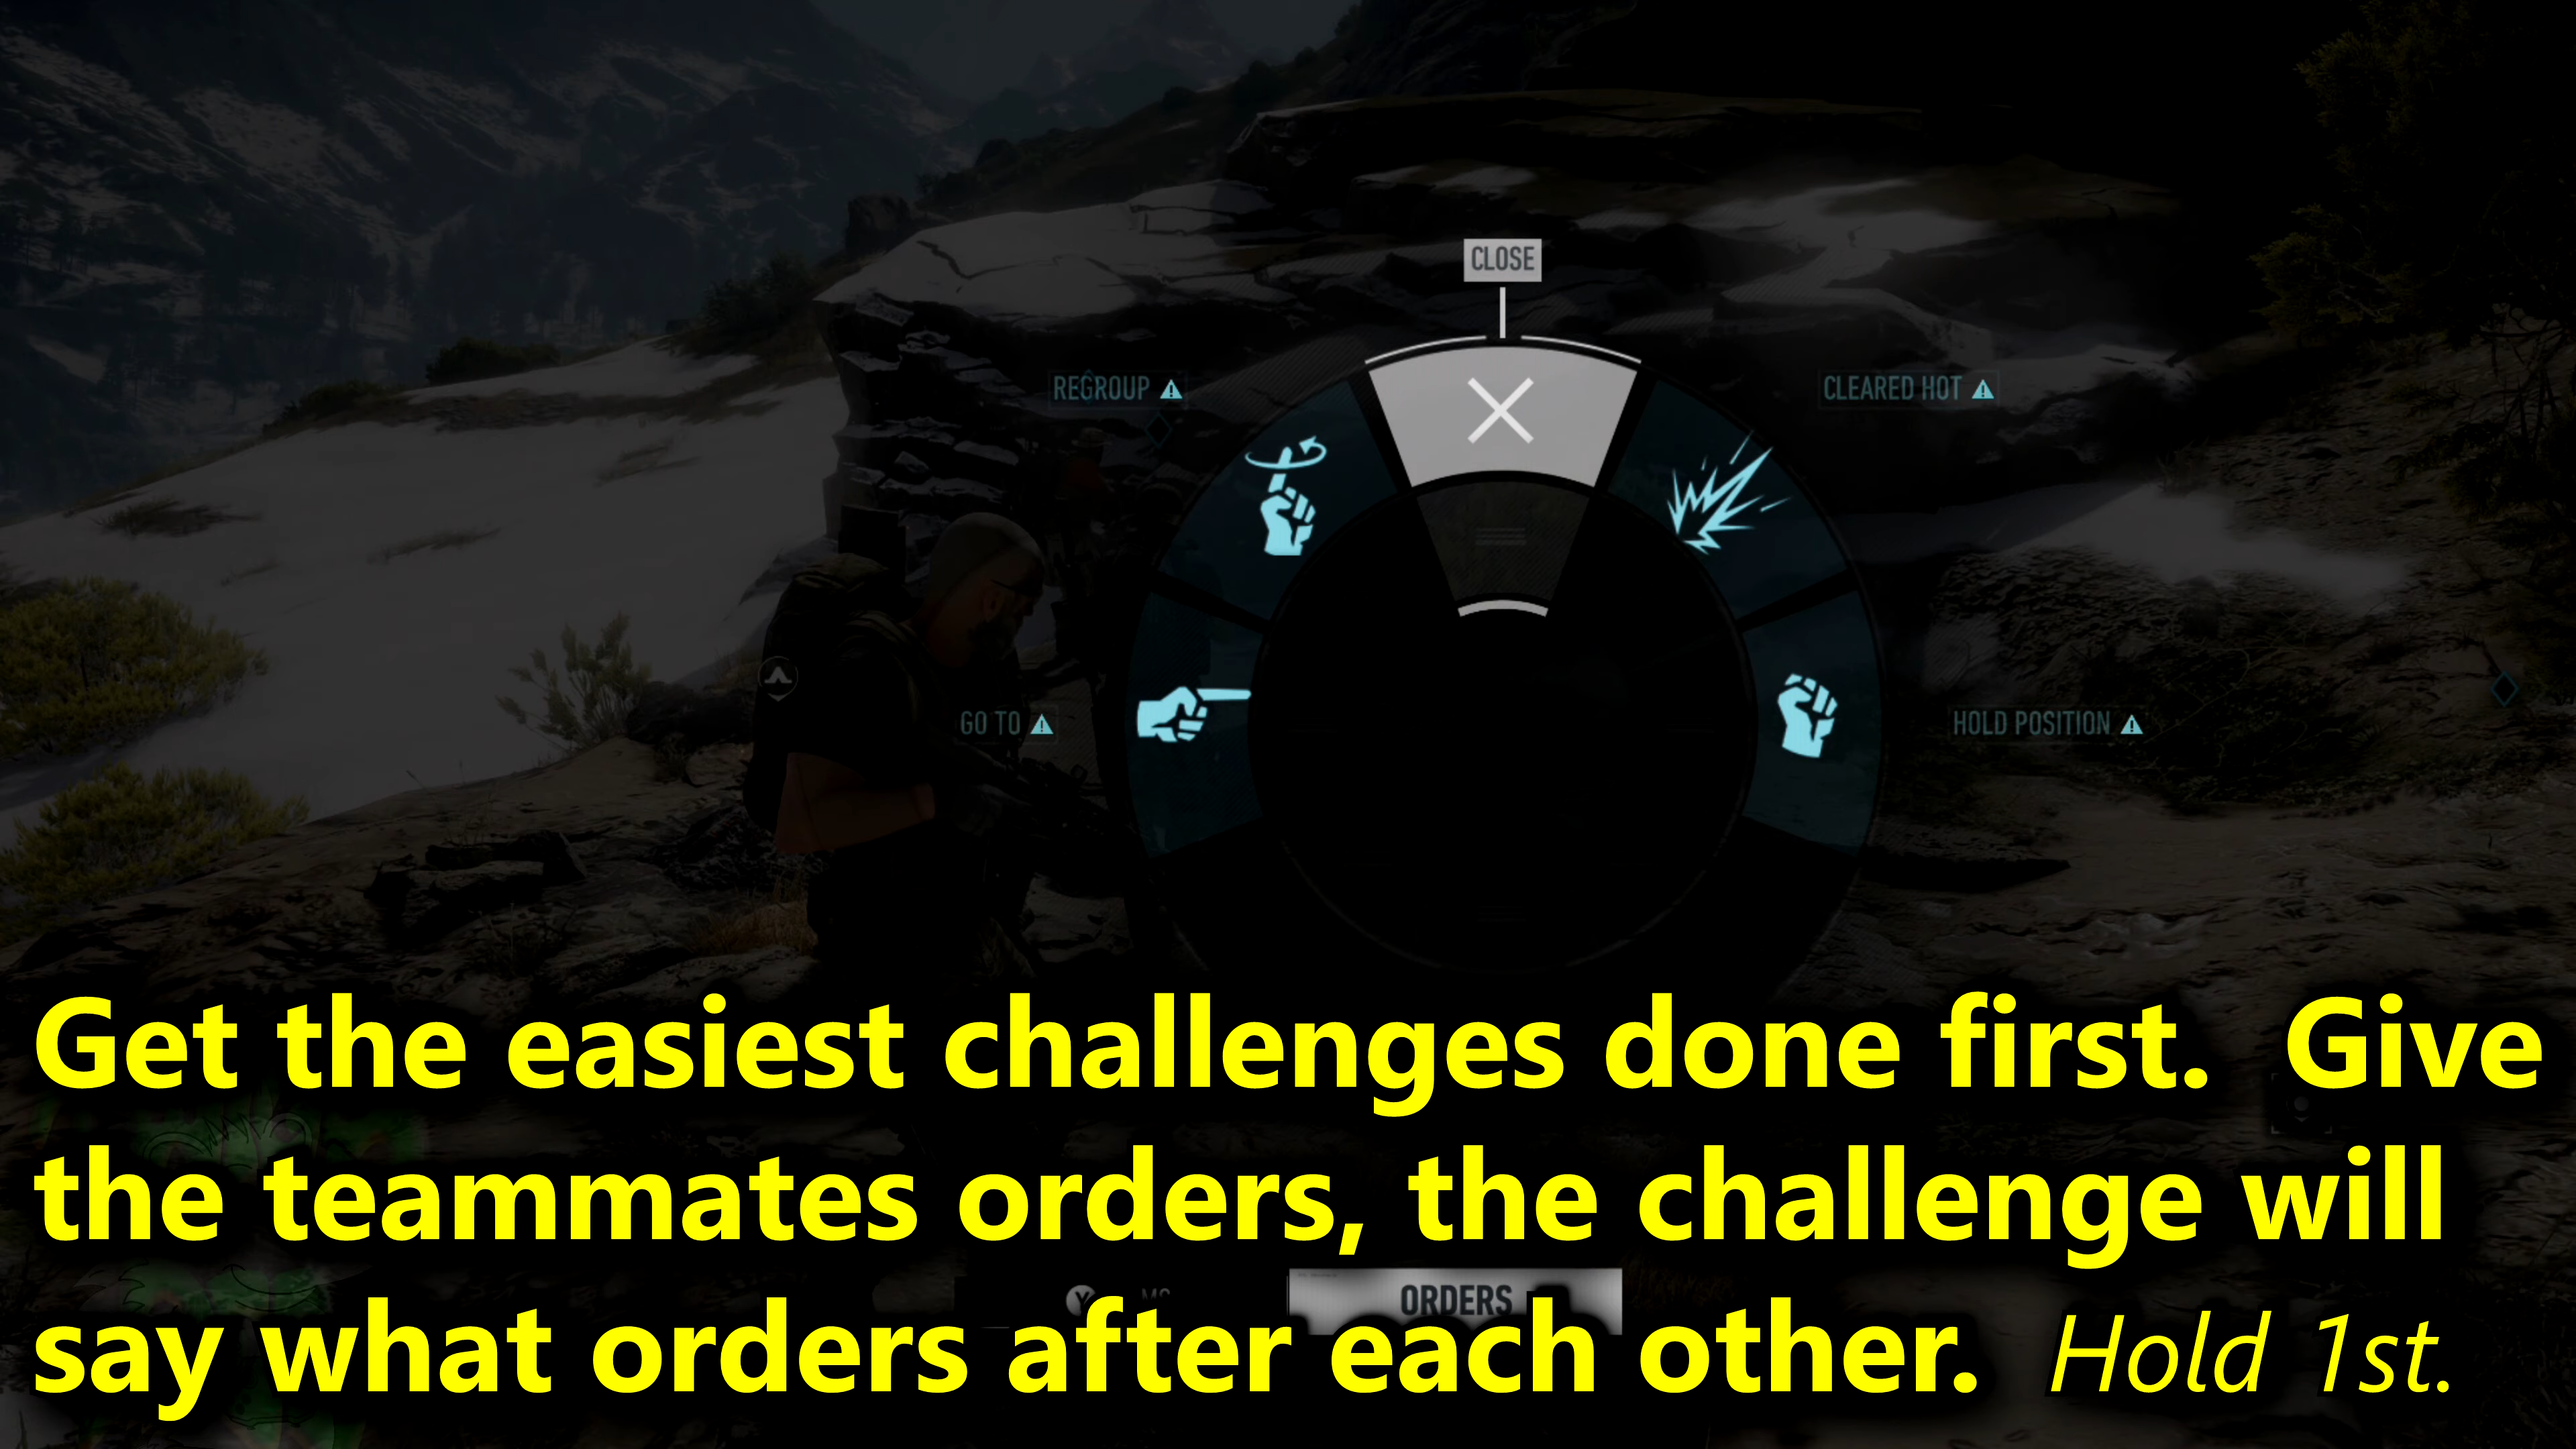 CLOSE
REGROUP
CLEARED HOT
GO TO
HOLD POSITION
Get the easiest challenges done first.  Give
the teammates orders, the challenge will
Y
ORDERS
say what orders after each other.  Hold 1st.